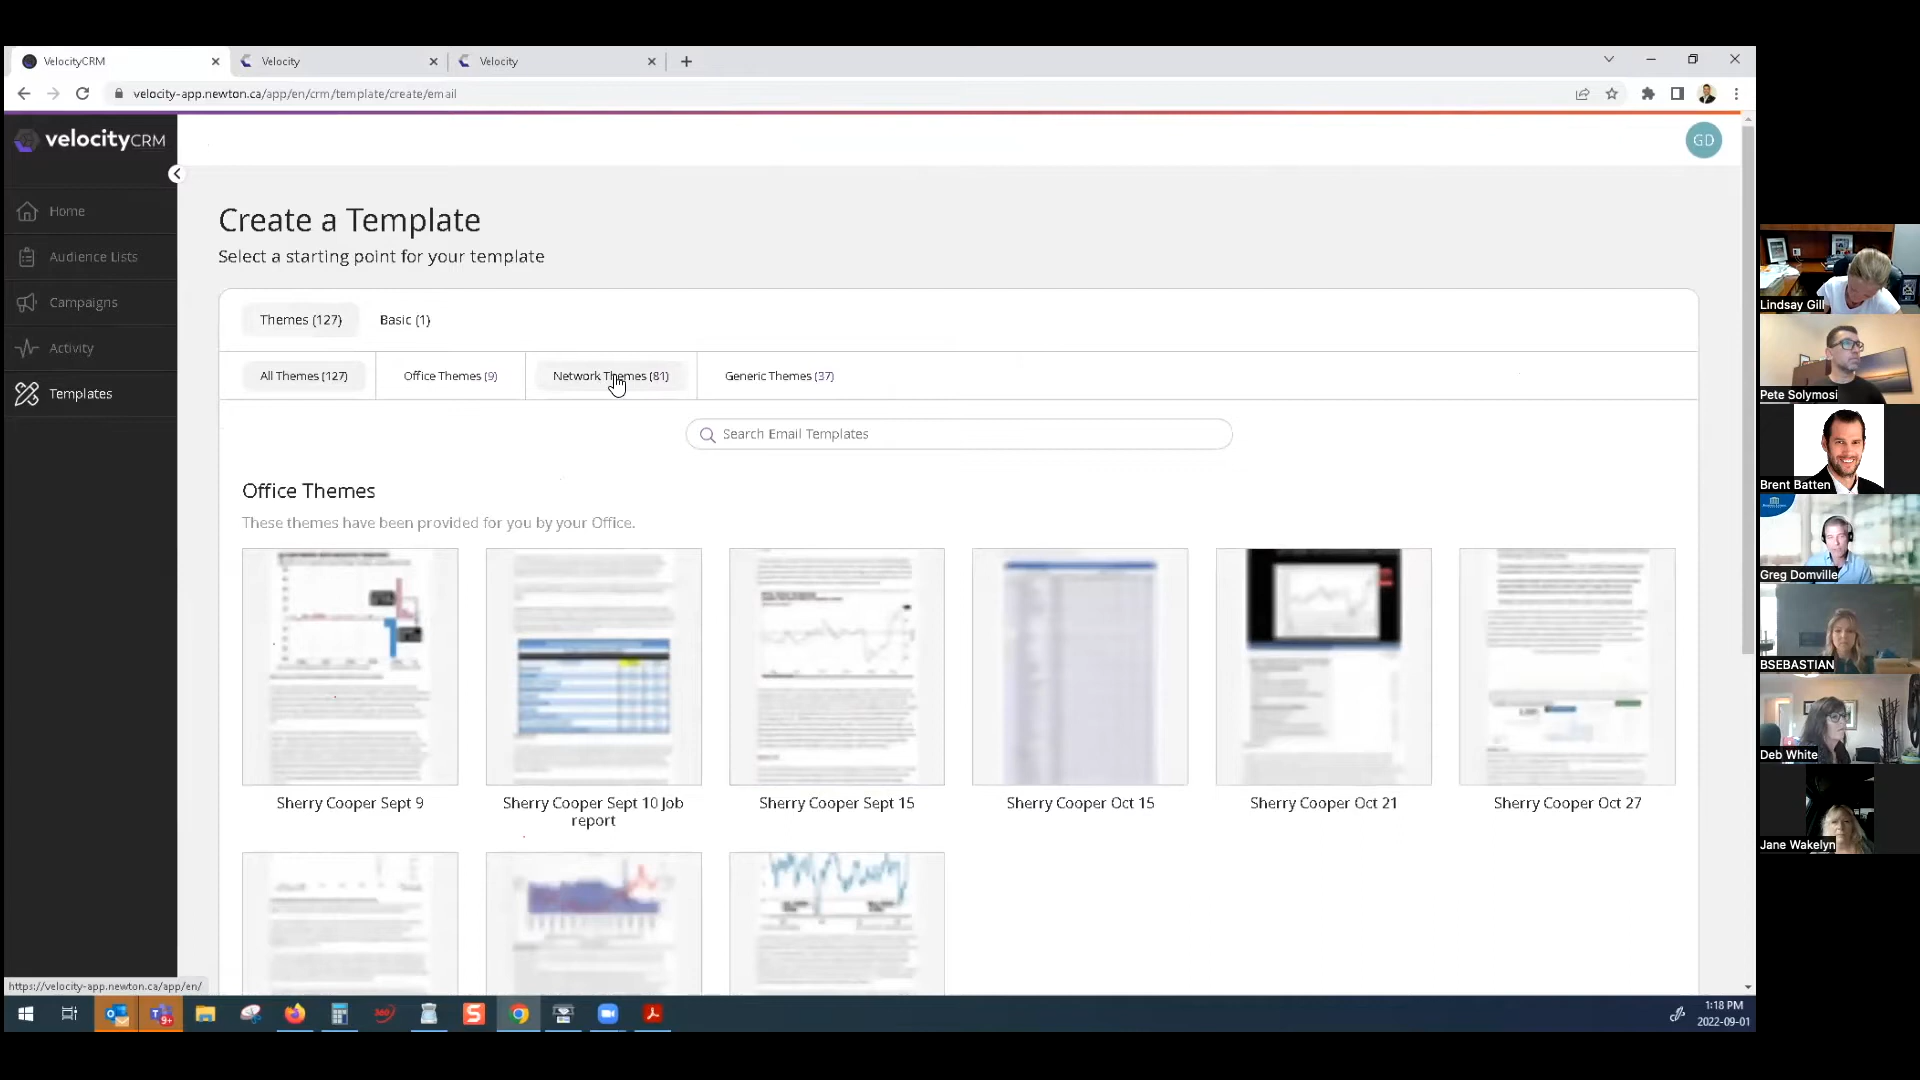 VelocityCRM
Velocity
Velocity
velocity-app.newton.ca/app/en/crm/template/create/email
velocityCRM
GD
Home
Audience Lists
Campaigns
Activity
Templates
Create a Template
Select a starting point for your template
Themes (127)
Basic (1)
All Themes (127)
Office Themes (9)
Network Themes (81)
Generic Themes (37)
Search Email Templates
Office Themes
These themes have been provided for you by your Office.
Sherry Cooper Sept 9
Sherry Cooper Sept 10 Job
report
Sherry Cooper Sept 15
Sherry Cooper Oct 15
Sherry Cooper Oct 21
Sherry Cooper Oct 27
https://velocity-app.newton.ca/app/en/
1:18 PM
2022-09-01
Lindsay Gill
Pete Solymosi
Brent Batten
Greg Domville
BSEBASTIAN
Deb White
Jane Wakelyn